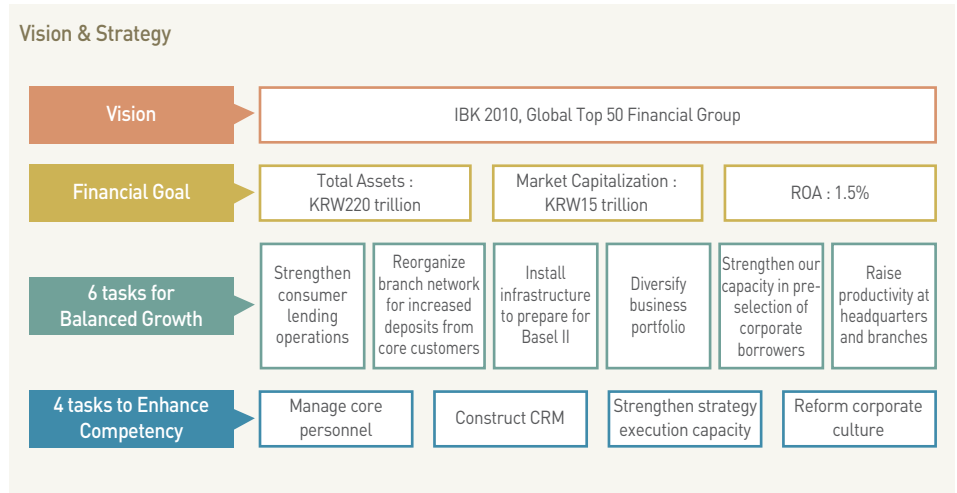 Vision & Strategy
Vision
IBK 2010, Global Top 50 Financial Group
Financial Goal
Total Assets :
KRW220 trillion
Market Capitalization :
KRW15 trillion
ROA : 1.5%
6 tasks for
Balanced Growth
Strengthen
consumer
lending
operations
Reorganize
branch network
for increased
deposits from
core customers
Install
infrastructure
to prepare for
Basel II
Diversify
business
portfolio
Strengthen our
capacity in pre-
selection of
corporate
borrowers
Raise
productivity at
headquarters
and branches
4 tasks to Enhance
Competency
Manage core
personnel
Construct CRM
Strengthen strategy
execution capacity
Reform corporate
culture